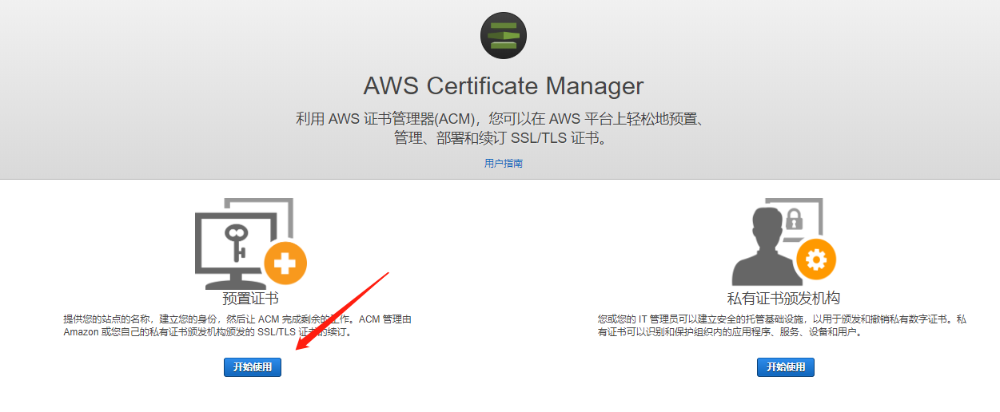 AWS Certificate Manager
利用 AWS 证书管理器(ACM)，您可以在 AWS 平台上轻松地预置、
管理、部署和续订 SSL/TLS 证书。
用户指南
预置证书
提供您的站点的名称，建立您的身份，然后让 ACM 完成剩余的工作。ACM 管理由
Amazon 或您自己的私有证书颁发机构颁发的 SSL/TLS 证书的续订。
开始使用
私有证书颁发机构
您或您的 IT 管理员可以建立安全的托管基础设施，以用于颁发和撤销私有数字证书。私
有证书可以识别和保护组织内的应用程序、服务、设备和用户。
开始使用